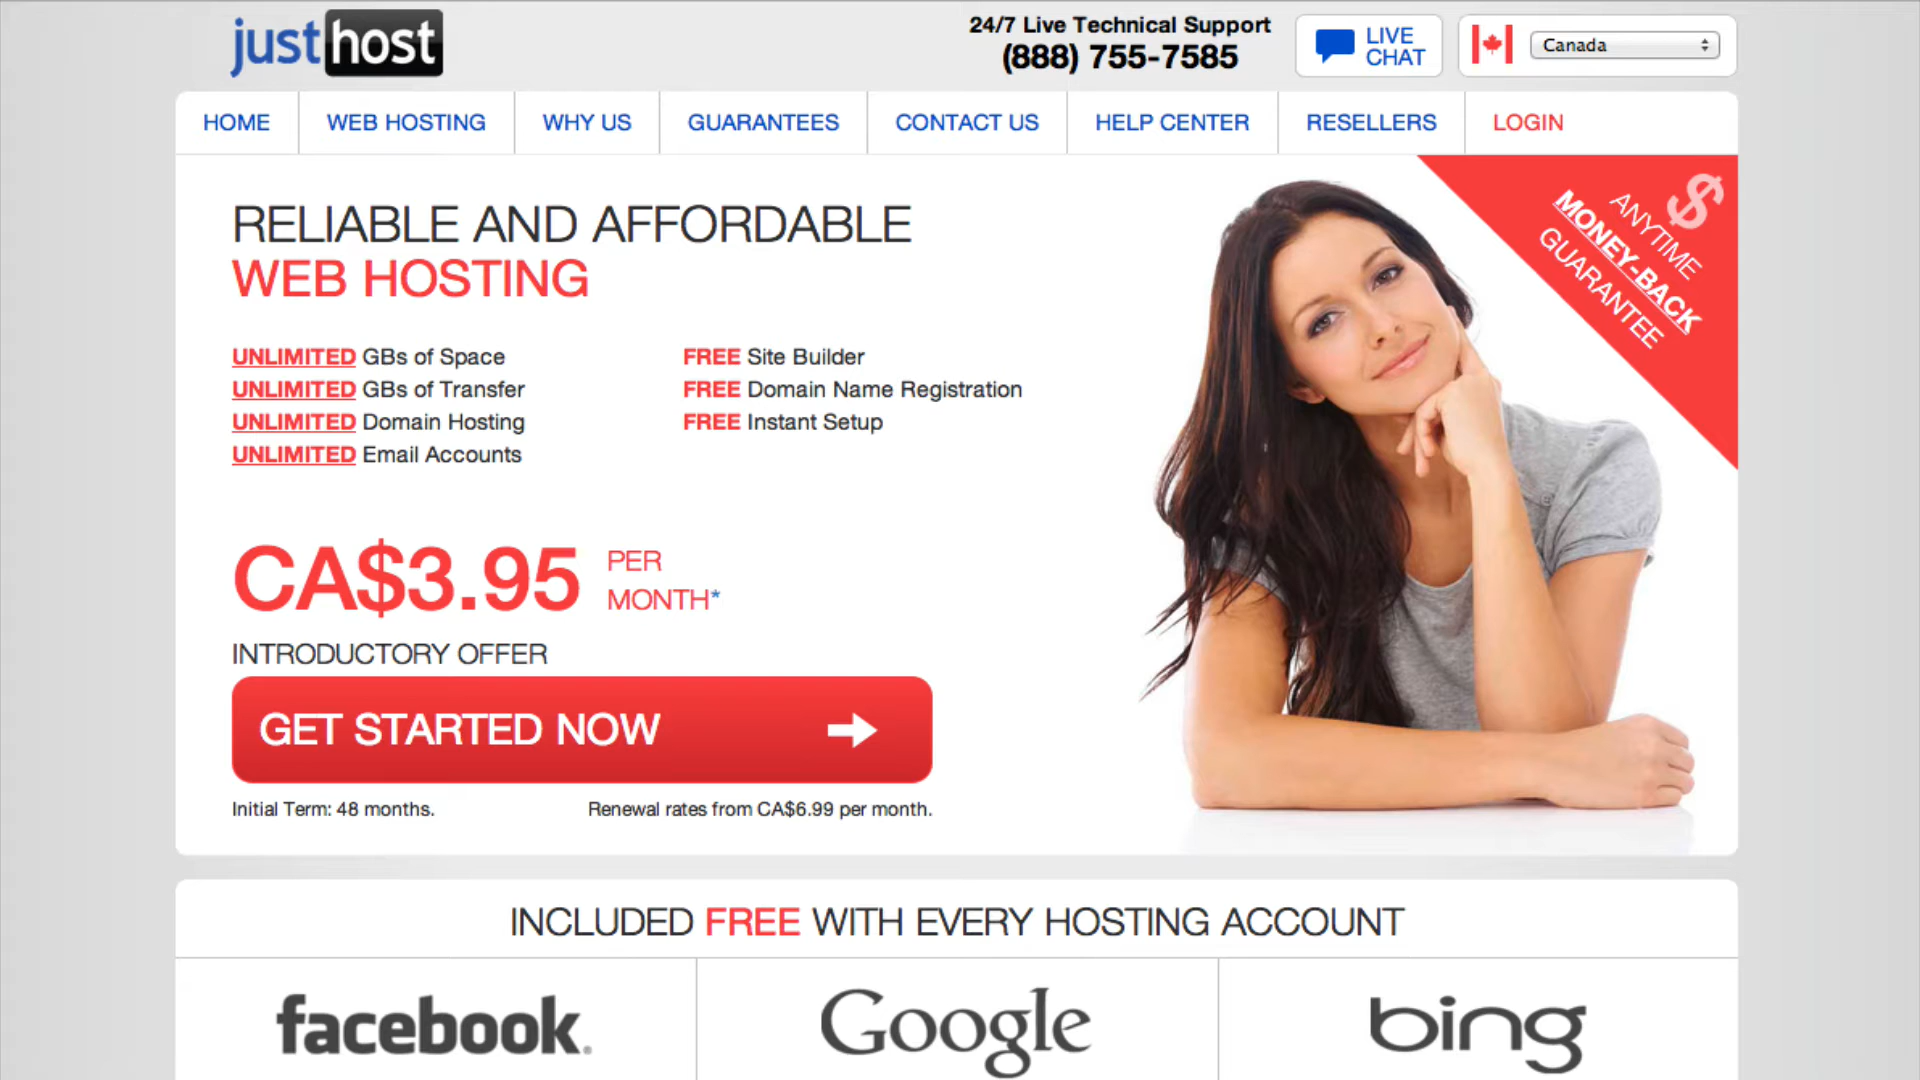 justhost
24/7 Live Technical Support
(888) 755-7585
LIVE
CHAT
Canada
HOME
WEB HOSTING
WHY US
GUARANTEES
CONTACT US
HELP CENTER
RESELLERS
LOGIN
RELIABLE AND AFFORDABLE
WEB HOSTING
$
ANYTIME
MONEY-BACK
GUARANTEE
UNLIMITED GBs of Space
UNLIMITED GBs of Transfer
UNLIMITED Domain Hosting
UNLIMITED Email Accounts
FREE Site Builder
FREE Domain Name Registration
FREE Instant Setup
CA$3.95
PER
MONTH*
INTRODUCTORY OFFER
GET STARTED NOW
Initial Term: 48 months.
Renewal rates from CA$6.99 per month.
INCLUDED FREE WITH EVERY HOSTING ACCOUNT
facebook.
Google
bing